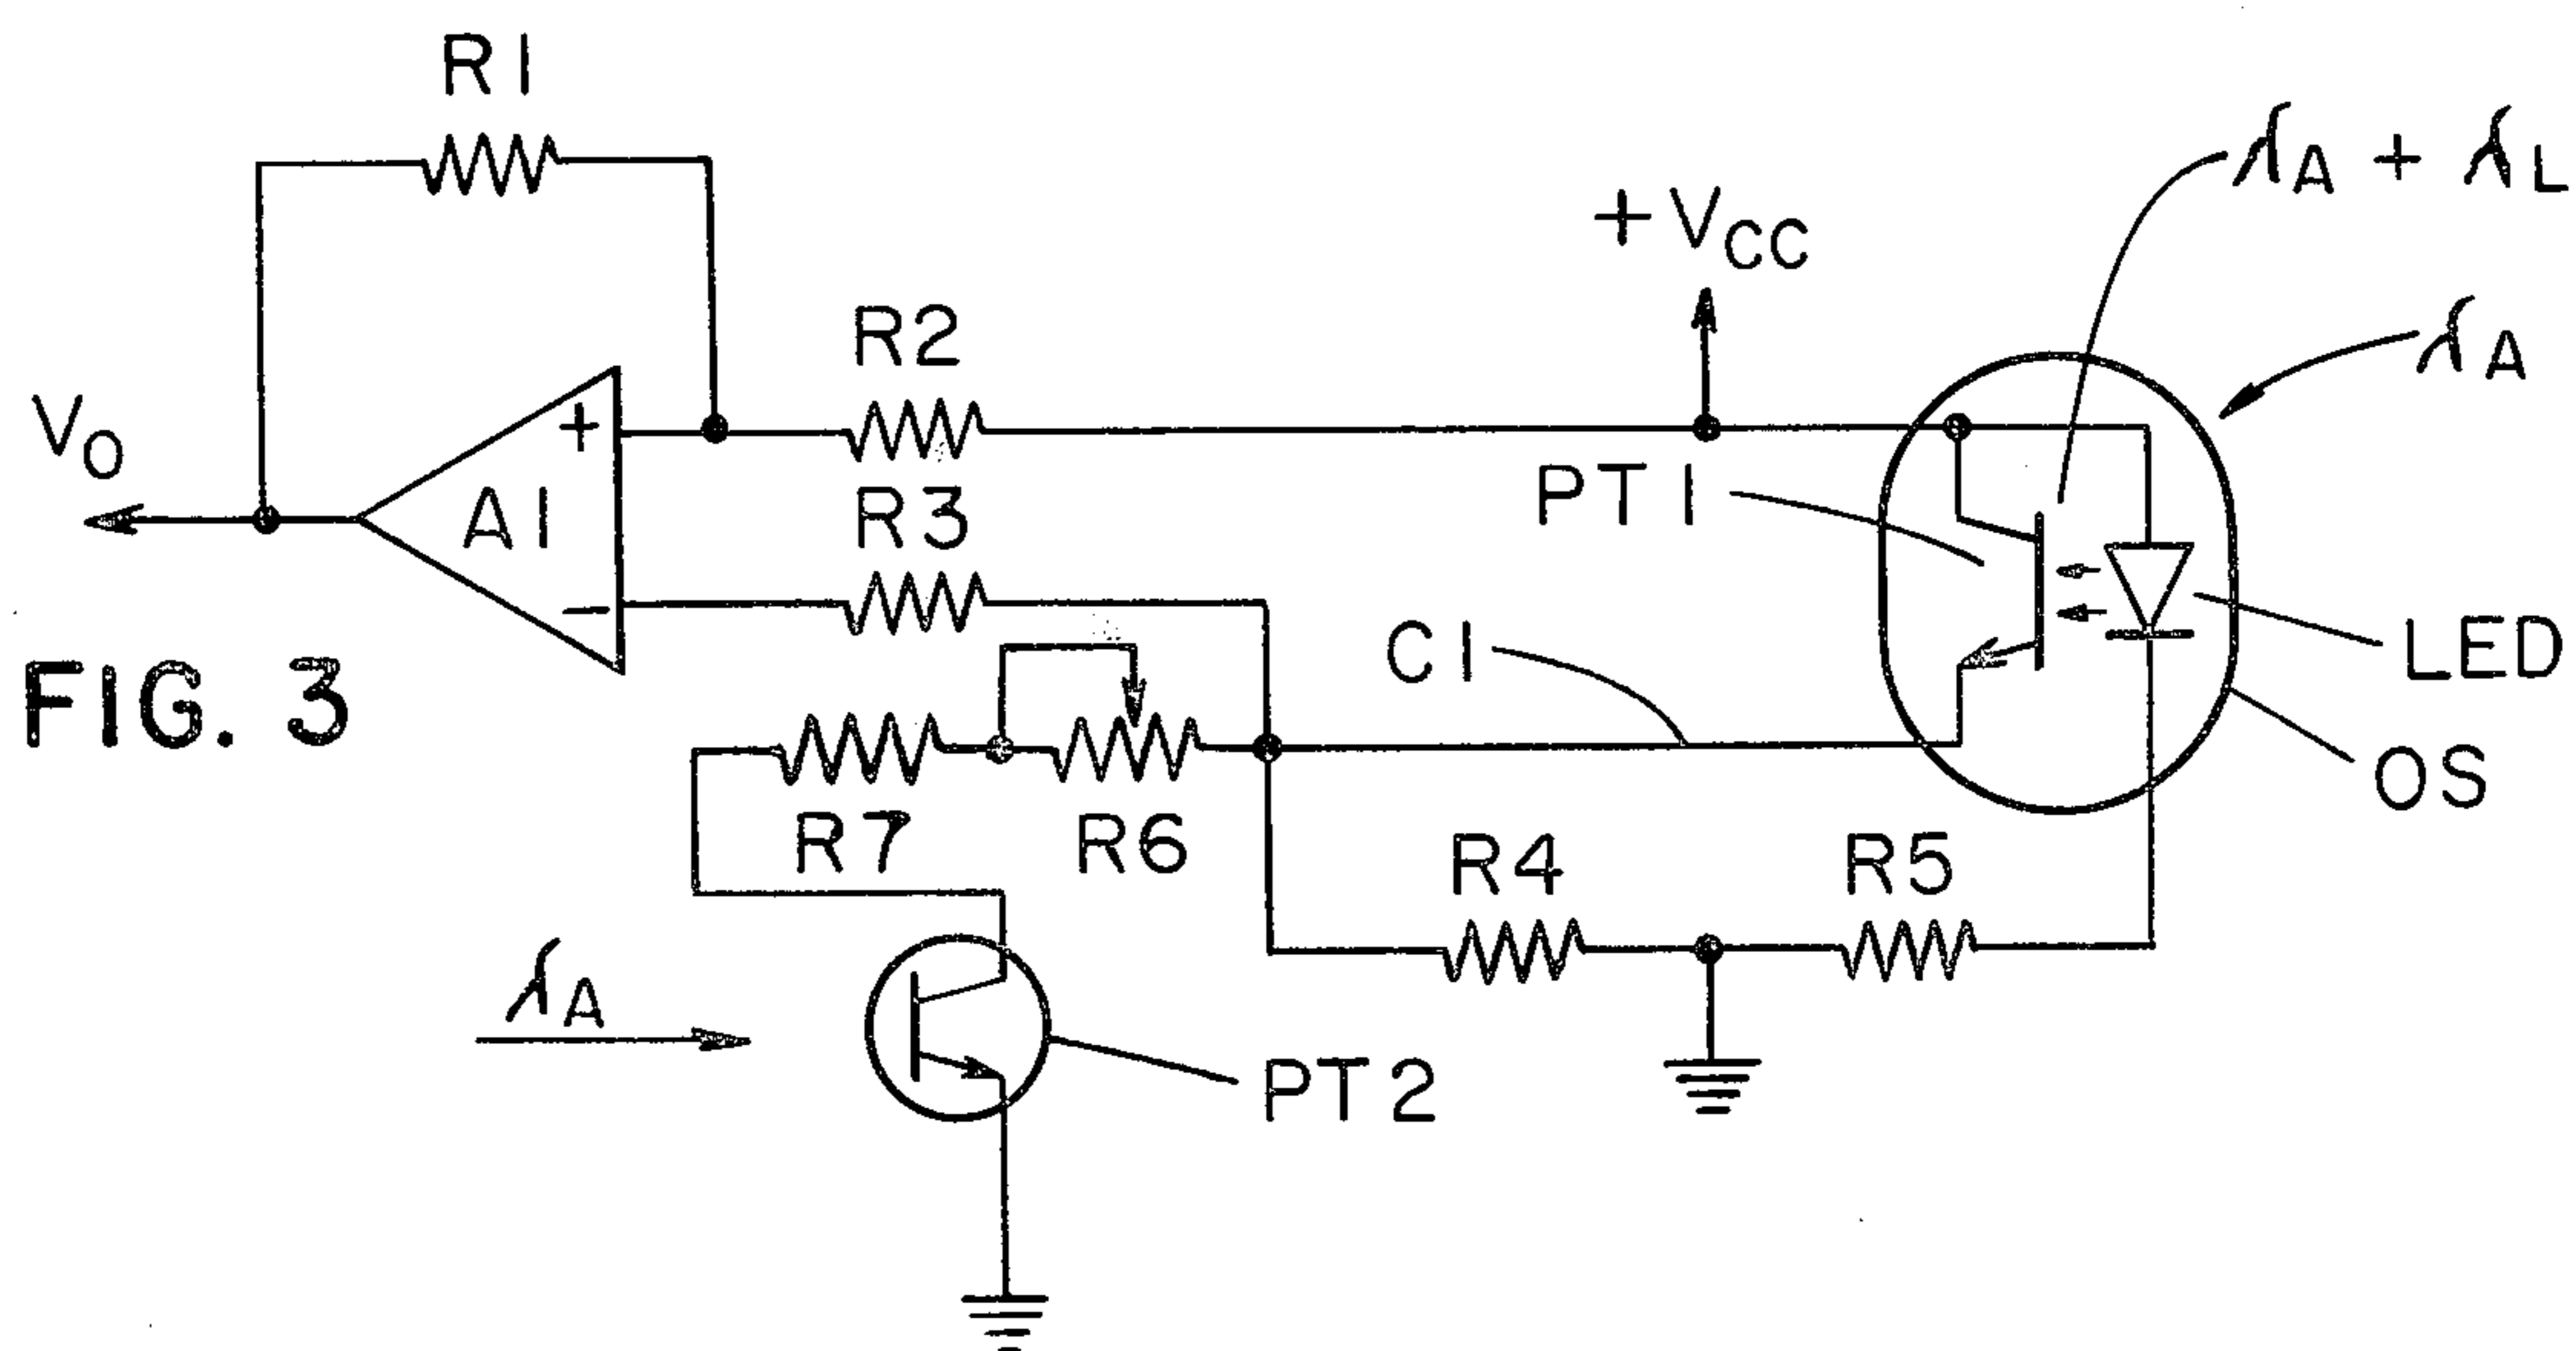 R1
λA + λL
+VCC
λA
R2
VO
+
A1
R3
PT1
−
C1
LED
FIG. 3
OS
R7
R6
R4
R5
λA
PT2